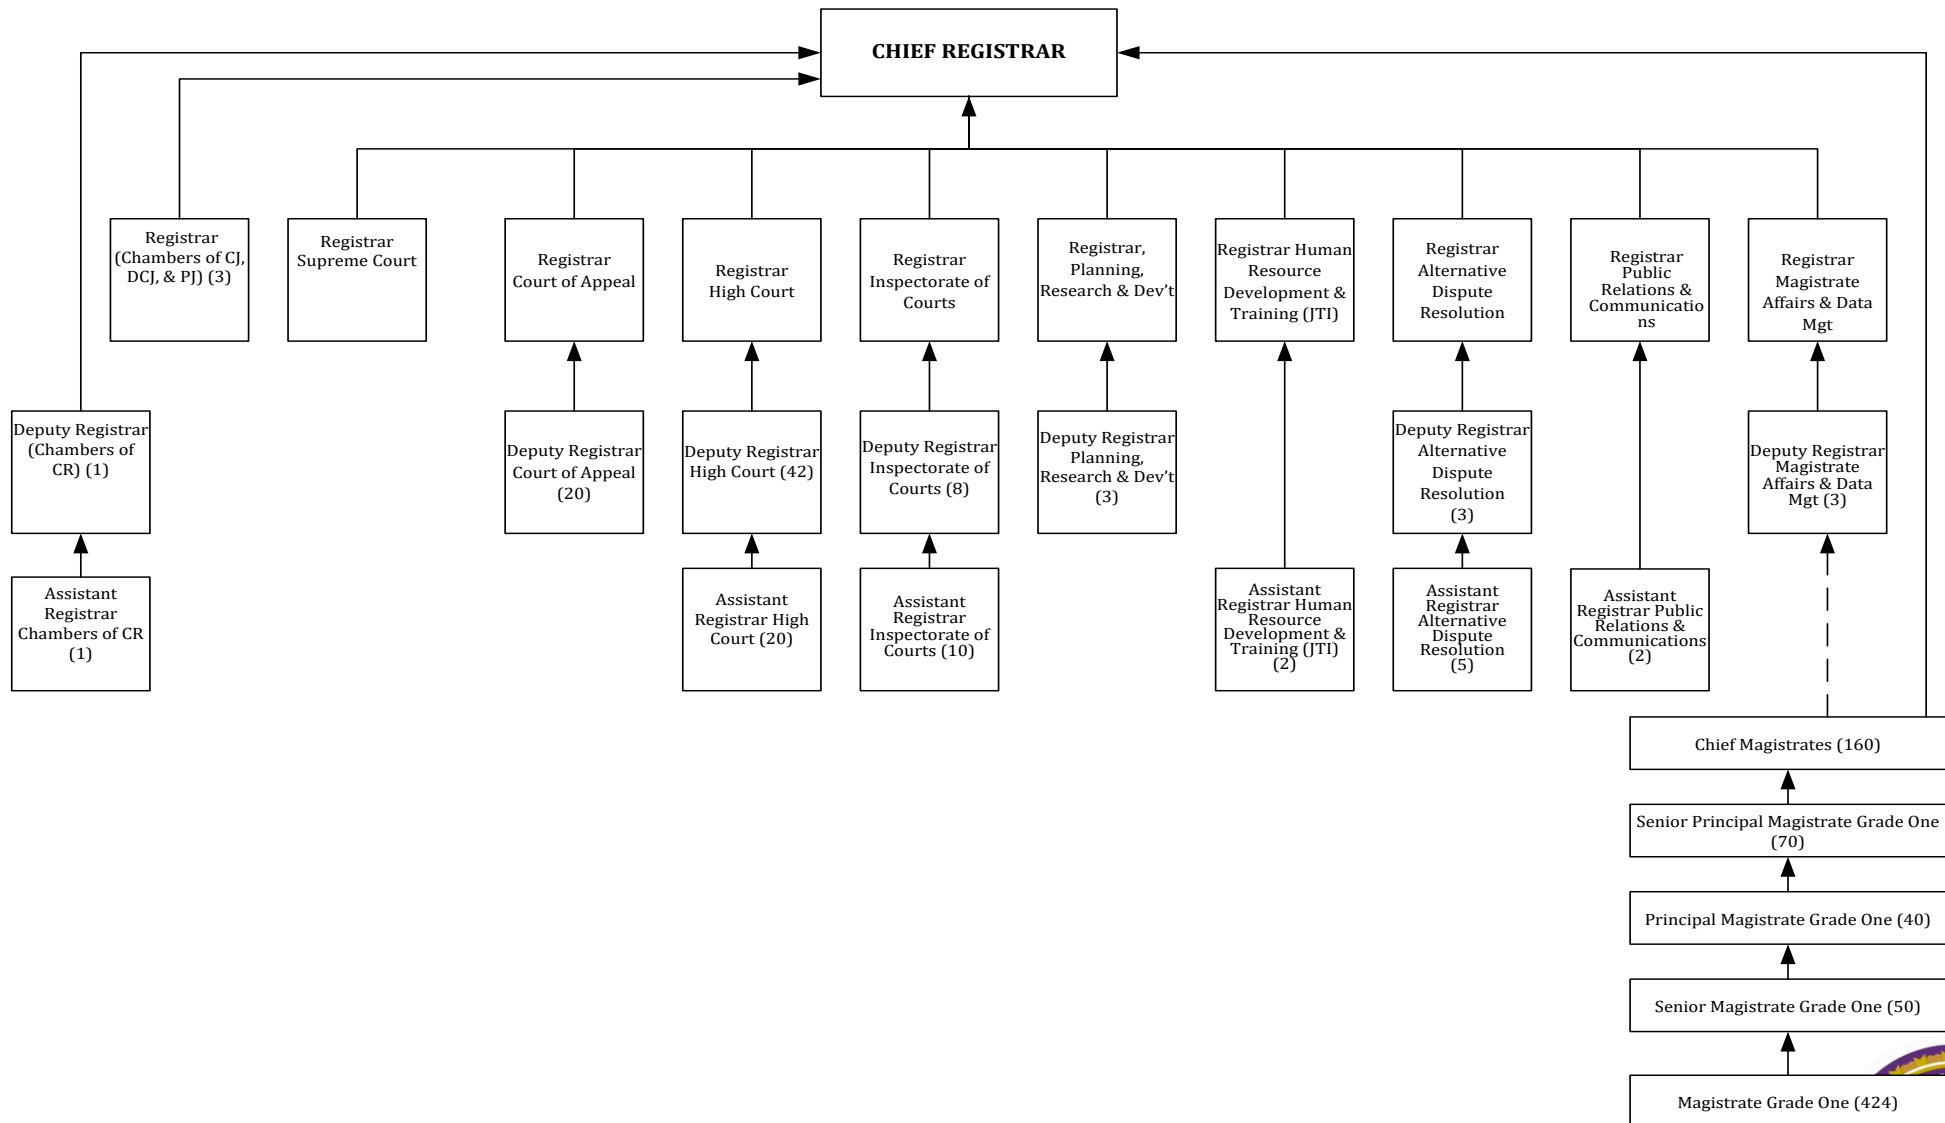 CHIEF REGISTRAR
Registrar
(Chambers of CJ,
DCJ, & PJ) (3)
Registrar
Supreme Court
Registrar
Court of Appeal
Registrar
High Court
Registrar
Inspectorate of
Courts
Registrar,
Planning,
Research & Dev’t
Registrar Human
Resource
Development &
Training (JTI)
Registrar
Alternative
Dispute
Resolution
Registrar
Public
Relations &
Communicatio
ns
Registrar
Magistrate
Affairs & Data
Mgt
Deputy Registrar
(Chambers of
CR) (1)
Deputy Registrar
Court of Appeal
(20)
Deputy Registrar
High Court (42)
Deputy Registrar
Inspectorate of
Courts (8)
Deputy Registrar
Planning,
Research & Dev’t
(3)
Deputy Registrar
Alternative
Dispute
Resolution
(3)
Deputy Registrar
Magistrate
Affairs & Data
Mgt (3)
Assistant
Registrar
Chambers of CR
(1)
Assistant
Registrar High
Court (20)
Assistant
Registrar
Inspectorate of
Courts (10)
Assistant
Registrar Human
Resource
Development &
Training (JTI)
(2)
Assistant
Registrar
Alternative
Dispute
Resolution
(5)
Assistant
Registrar Public
Relations &
Communications
(2)
Chief Magistrates (160)
Senior Principal Magistrate Grade One
(70)
Principal Magistrate Grade One (40)
Senior Magistrate Grade One (50)
Magistrate Grade One (424)